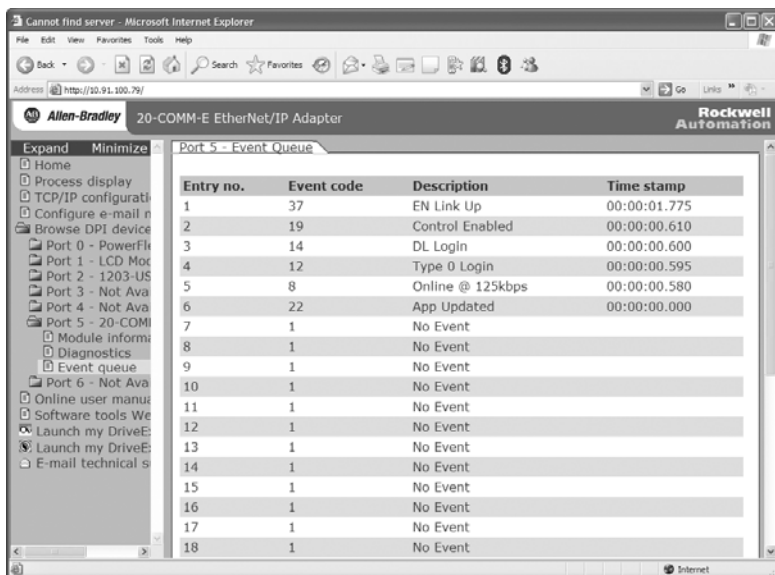 Cannot find server - Microsoft Internet Explorer
File Edit View Favorites Tools Help
Back Search Favorites
Address http://10.91.100.79/ Go Links
Allen-Bradley 20-COMM-E EtherNet/IP Adapter Rockwell Automation
Expand Minimize
Home
Process display
TCP/IP configurati
Configure e-mail n
Browse DPI device
Port 0 - PowerFle
Port 1 - LCD Mod
Port 2 - 1203-US
Port 3 - Not Ava
Port 4 - Not Ava
Port 5 - 20-COM
Module informa
Diagnostics
Event queue
Port 6 - Not Ava
Online user manua
Software tools We
Launch my DriveE
Launch my DriveE
E-mail technical s
Port 5 - Event Queue
Entry no. Event code Description Time stamp
1 37 EN Link Up 00:00:01.775
2 19 Control Enabled 00:00:00.610
3 14 DL Login 00:00:00.600
4 12 Type 0 Login 00:00:00.595
5 8 Online @ 125kbps 00:00:00.580
6 22 App Updated 00:00:00.000
7 1 No Event
8 1 No Event
9 1 No Event
10 1 No Event
11 1 No Event
12 1 No Event
13 1 No Event
14 1 No Event
15 1 No Event
16 1 No Event
17 1 No Event
18 1 No Event
Internet